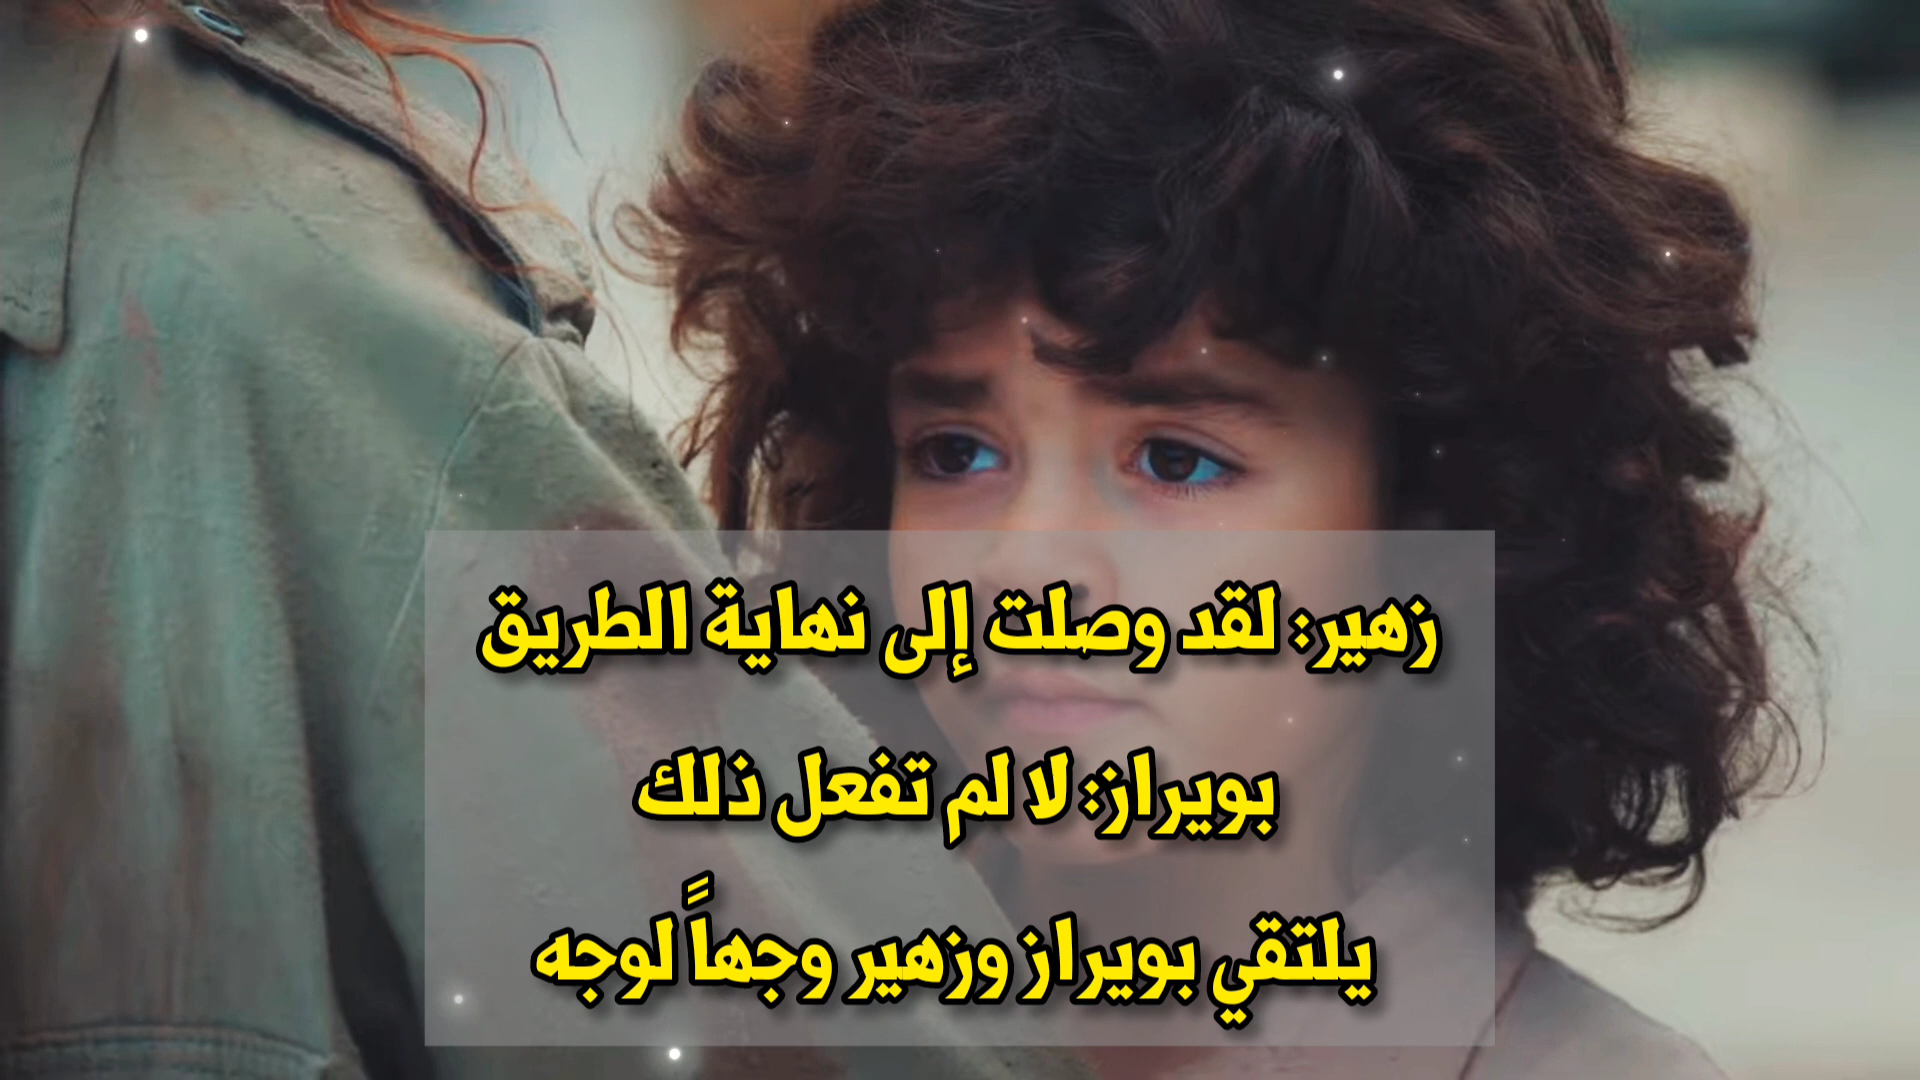 زهير: لقد وصلت إلى نهاية الطريق
بويراز: لا لم تفعل ذلك
يلتقي بويراز وزهير وجهاً لوجه